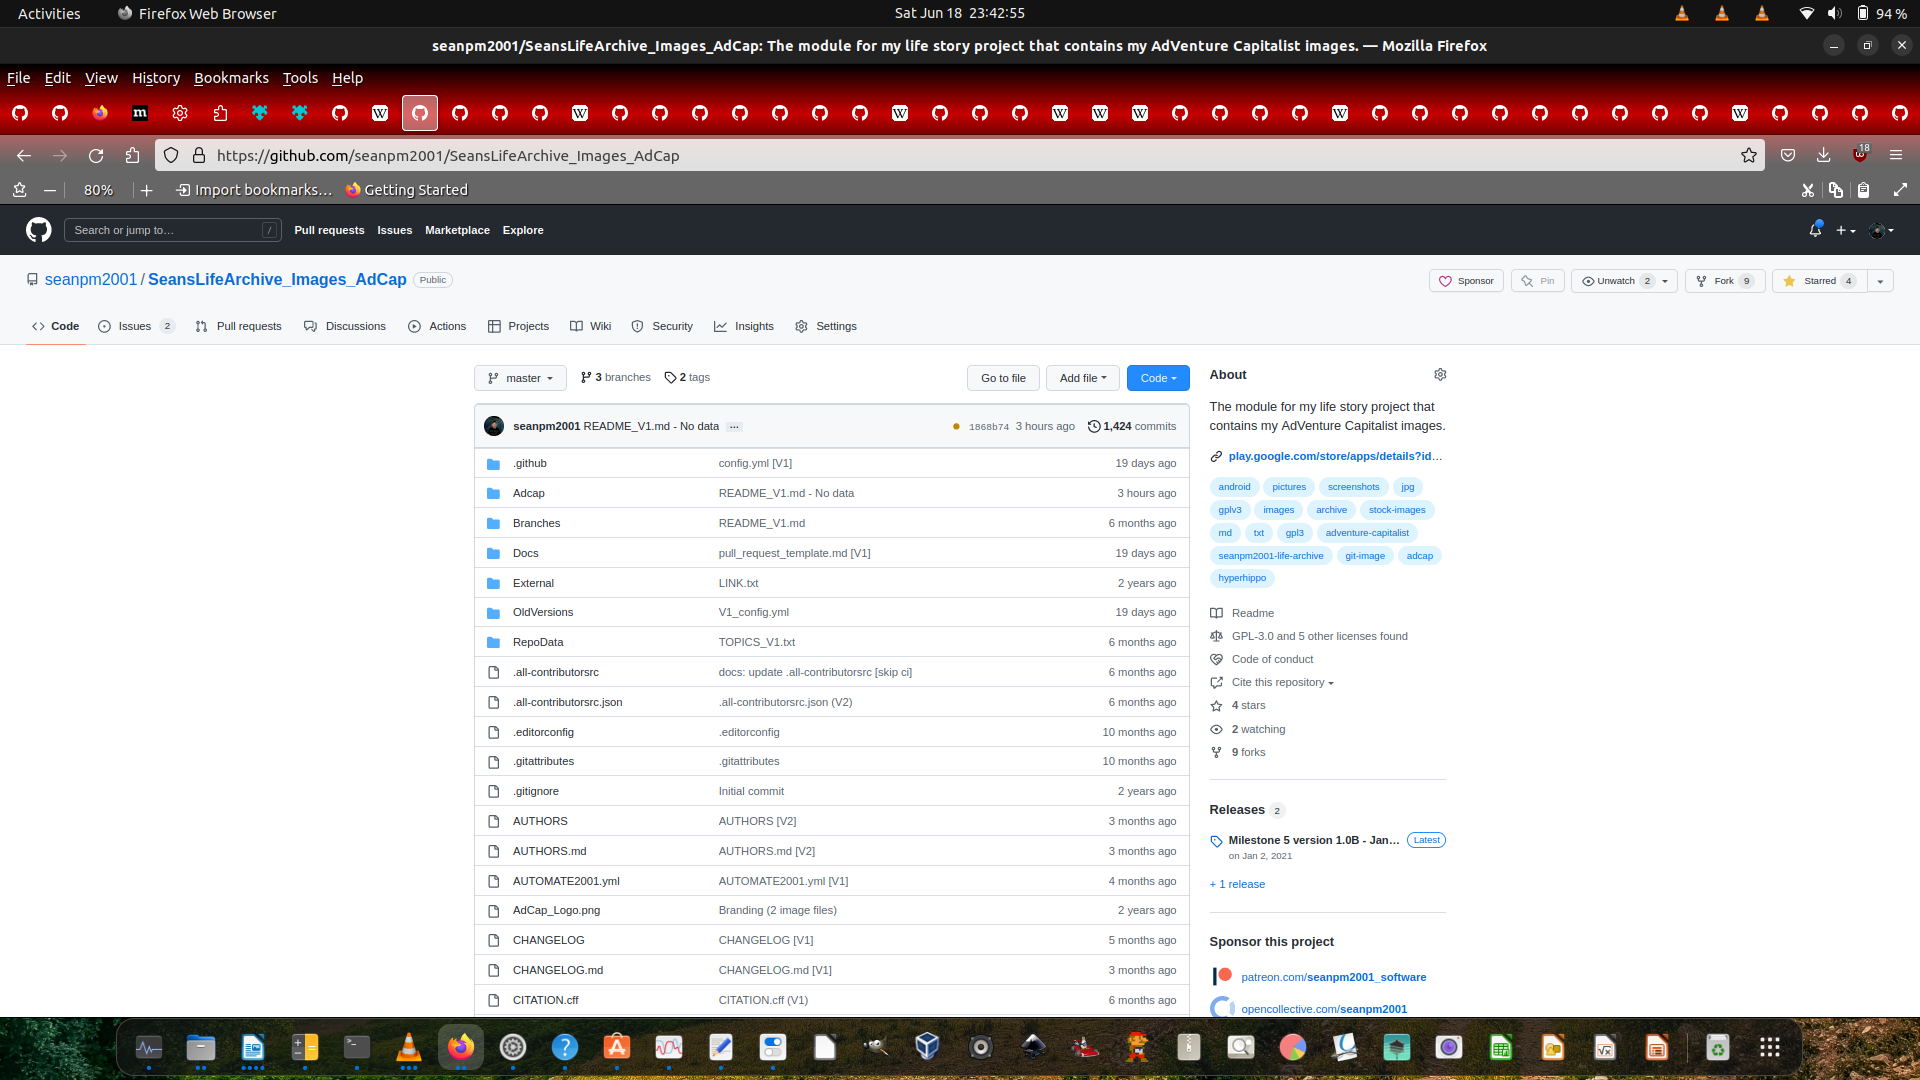 Activities Firefox Web Browser Sat Jun 18 23:42:55 94 %
seanpm2001/SeansLifeArchive_Images_AdCap: The module for my life story project that contains my AdVenture Capitalist images. — Mozilla Firefox
File Edit View History Bookmarks Tools Help
https://github.com/seanpm2001/SeansLifeArchive_Images_AdCap 18
80% Import bookmarks… Getting Started
Search or jump to… / Pull requests Issues Marketplace Explore
seanpm2001 / SeansLifeArchive_Images_AdCap Public Sponsor Pin Unwatch 2 Fork 9 Starred 4
Code Issues 2 Pull requests Discussions Actions Projects Wiki Security Insights Settings
master 3 branches 2 tags Go to file Add file Code
seanpm2001 README_V1.md - No data ... 1868b74 3 hours ago 1,424 commits
.github config.yml [V1] 19 days ago
Adcap README_V1.md - No data 3 hours ago
Branches README_V1.md 6 months ago
Docs pull_request_template.md [V1] 19 days ago
External LINK.txt 2 years ago
OldVersions V1_config.yml 19 days ago
RepoData TOPICS_V1.txt 6 months ago
.all-contributorsrc docs: update .all-contributorsrc [skip ci] 6 months ago
.all-contributorsrc.json .all-contributorsrc.json (V2) 6 months ago
.editorconfig .editorconfig 10 months ago
.gitattributes .gitattributes 10 months ago
.gitignore Initial commit 2 years ago
AUTHORS AUTHORS [V2] 3 months ago
AUTHORS.md AUTHORS.md [V2] 3 months ago
AUTOMATE2001.yml AUTOMATE2001.yml [V1] 4 months ago
AdCap_Logo.png Branding (2 image files) 2 years ago
CHANGELOG CHANGELOG [V1] 5 months ago
CHANGELOG.md CHANGELOG.md [V1] 3 months ago
CITATION.cff CITATION.cff (V1) 6 months ago
About
The module for my life story project that
contains my AdVenture Capitalist images.
play.google.com/store/apps/details?id…
android pictures screenshots jpg
gplv3 images archive stock-images
md txt gpl3 adventure-capitalist
seanpm2001-life-archive git-image adcap
hyperhippo
Readme
GPL-3.0 and 5 other licenses found
Code of conduct
Cite this repository
4 stars
2 watching
9 forks
Releases 2
Milestone 5 version 1.0B - Jan… Latest
on Jan 2, 2021
+ 1 release
Sponsor this project
patreon.com/seanpm2001_software
opencollective.com/seanpm2001